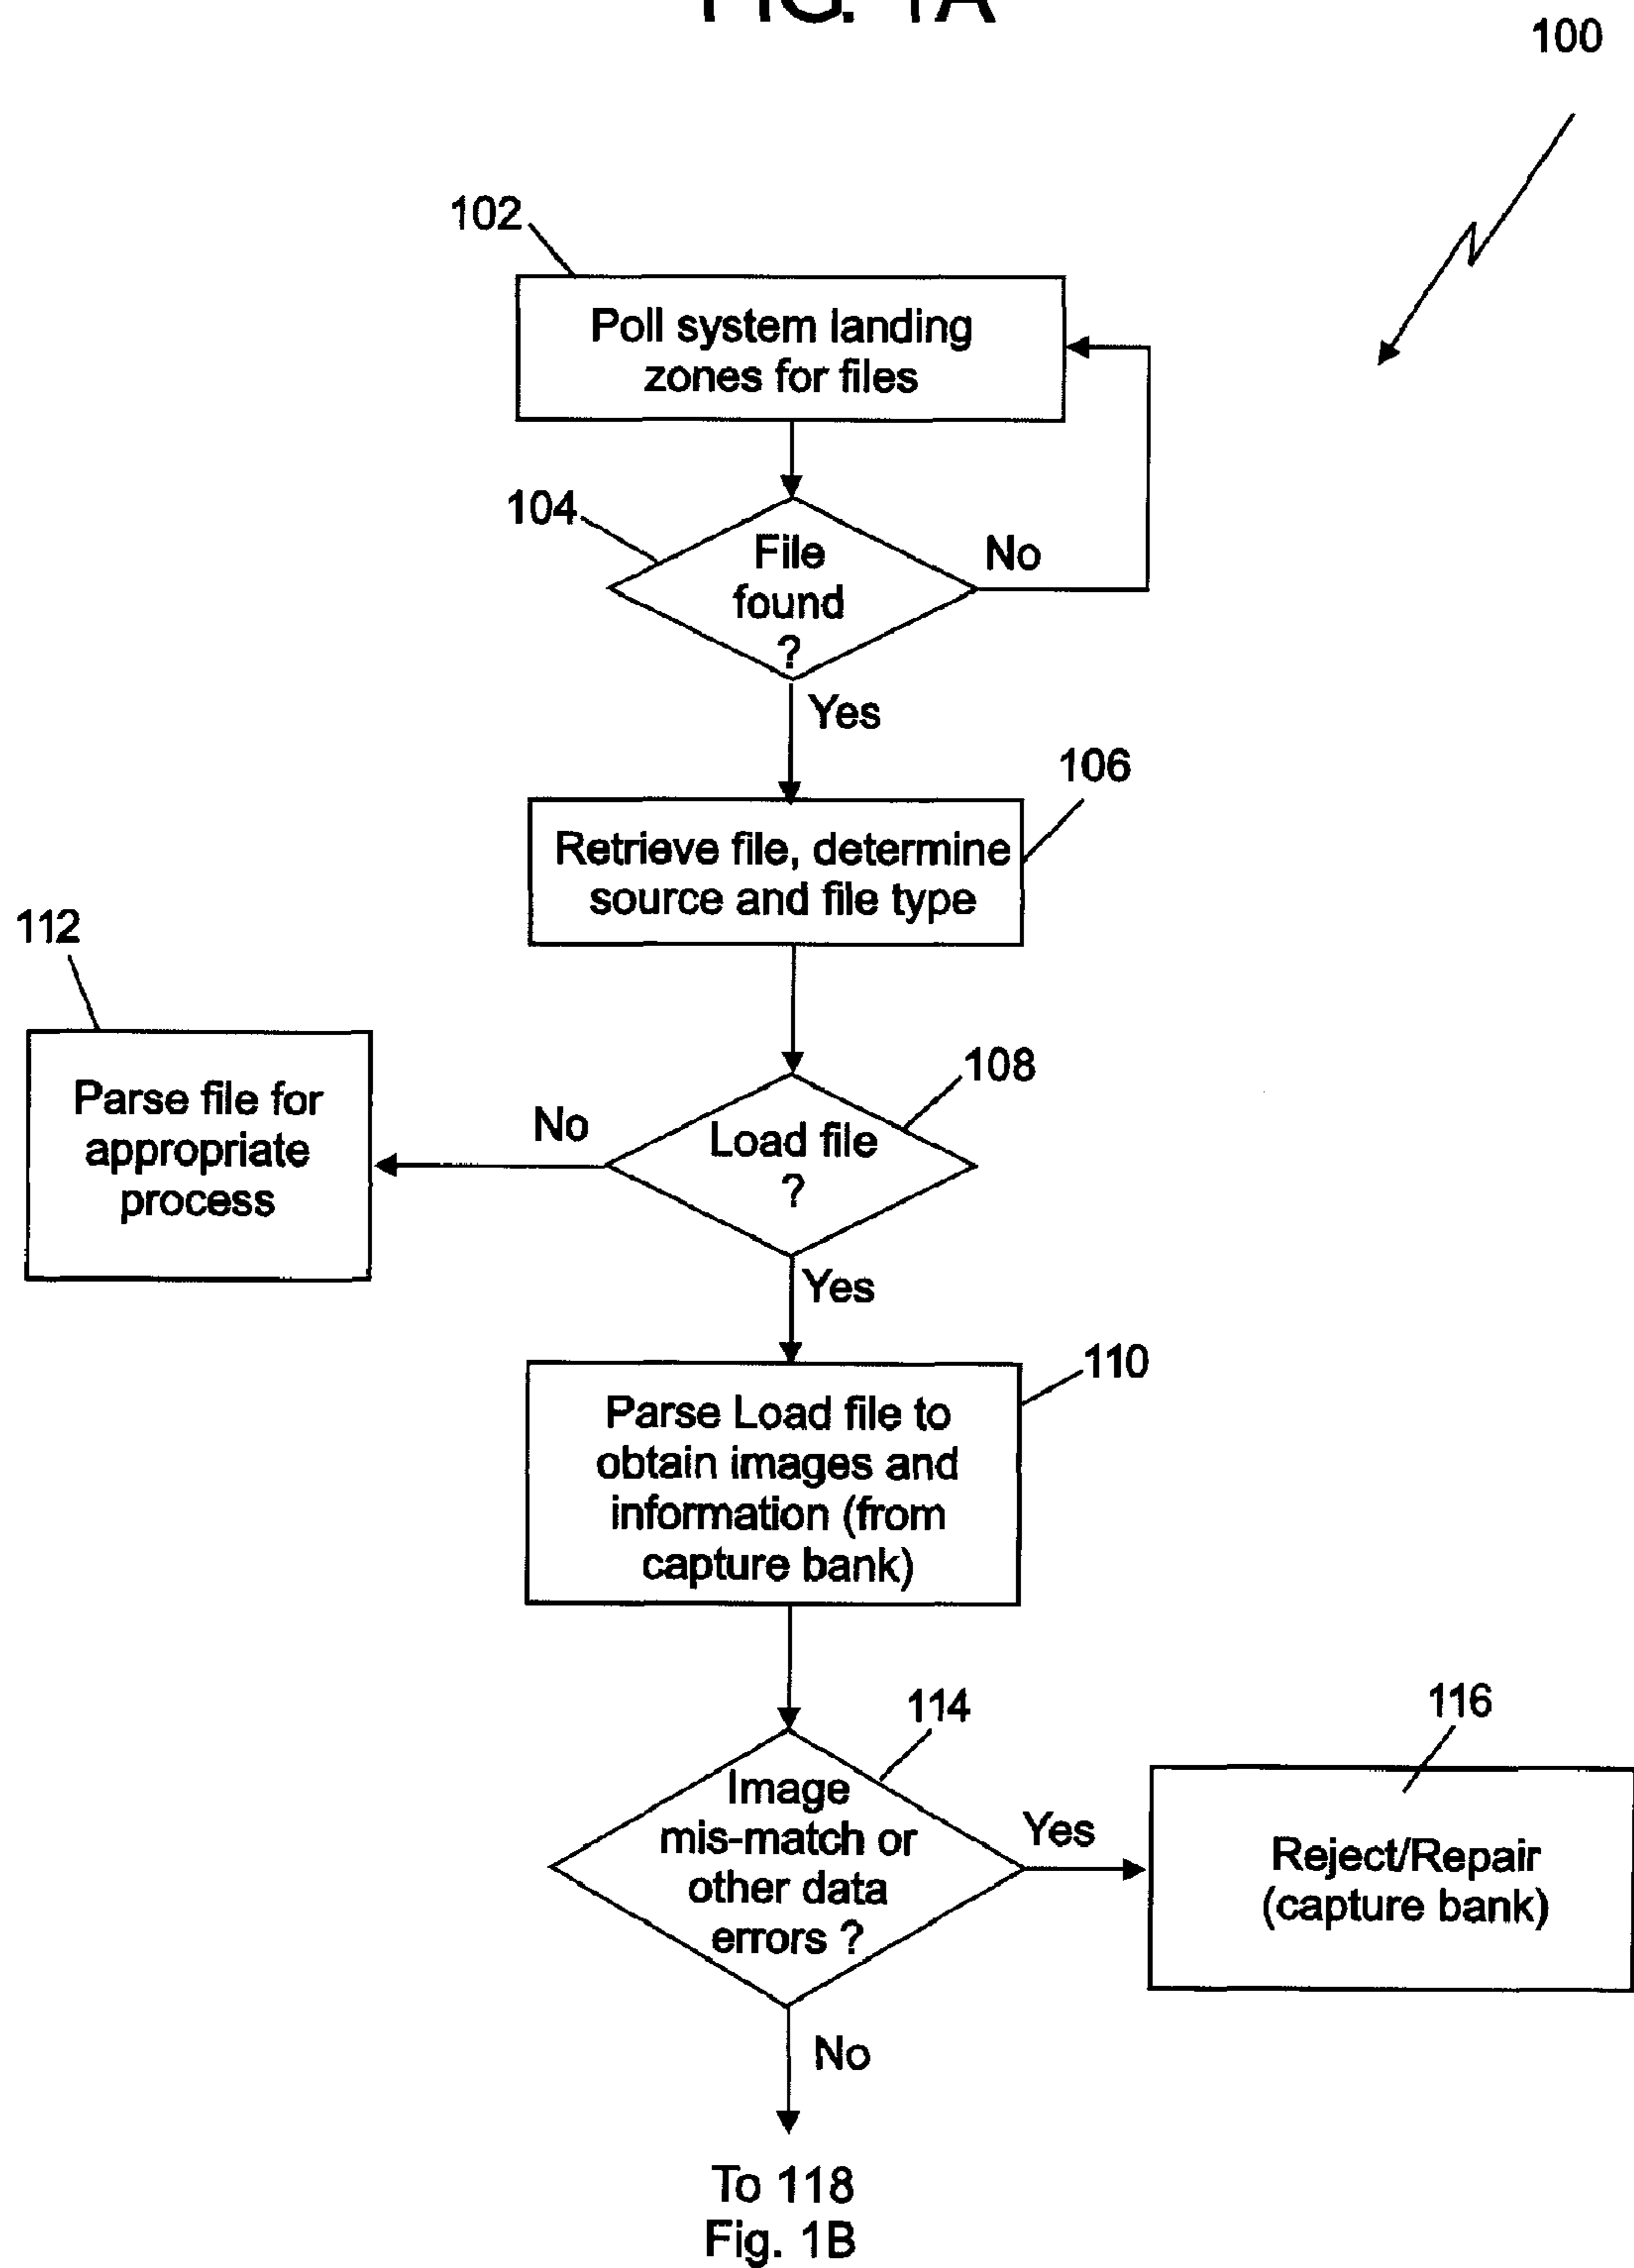 FIG. 1A
100
102
Poll system landing
zones for files
104
File
found
?
No
Yes
106
Retrieve file, determine
source and file type
112
Parse file for
appropriate
process
108
Load file
?
No
Yes
110
Parse Load file to
obtain images and
information (from
capture bank)
114
Image
mis-match or
other data
errors ?
Yes
116
Reject/Repair
(capture bank)
No
To 118
Fig. 1B